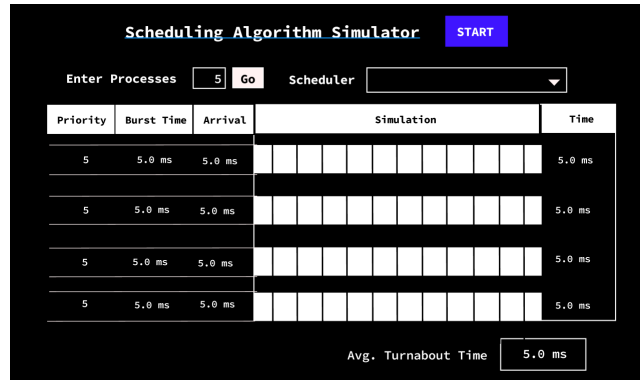 Scheduling Algorithm Simulator START
Enter Processes 5 Go Scheduler
Priority Burst Time Arrival Simulation Time
5 5.0 ms 5.0 ms 5.0 ms
5 5.0 ms 5.0 ms 5.0 ms
5 5.0 ms 5.0 ms 5.0 ms
5 5.0 ms 5.0 ms 5.0 ms
Avg. Turnabout Time 5.0 ms